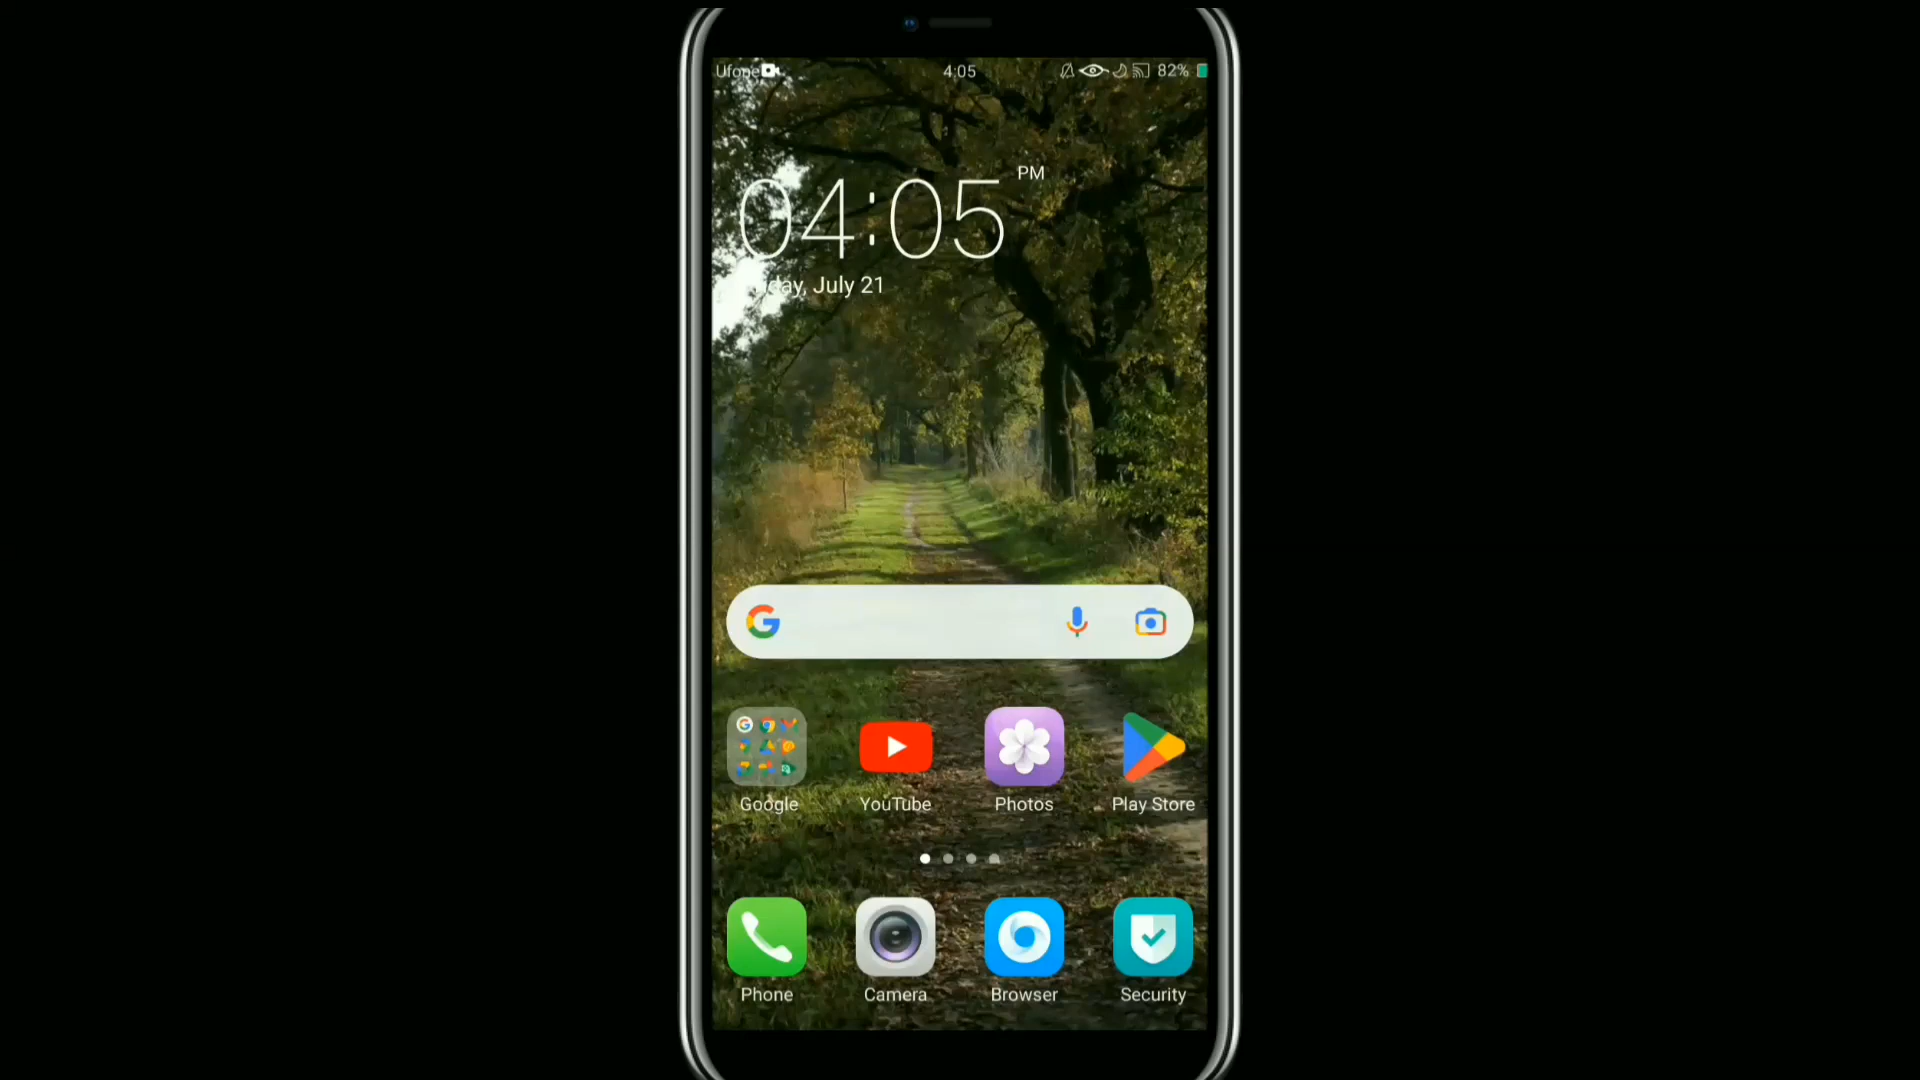 Ufone
4:05
82%
04:05 PM
day, July 21
Google
YouTube
Photos
Play Store
Phone
Camera
Browser
Security